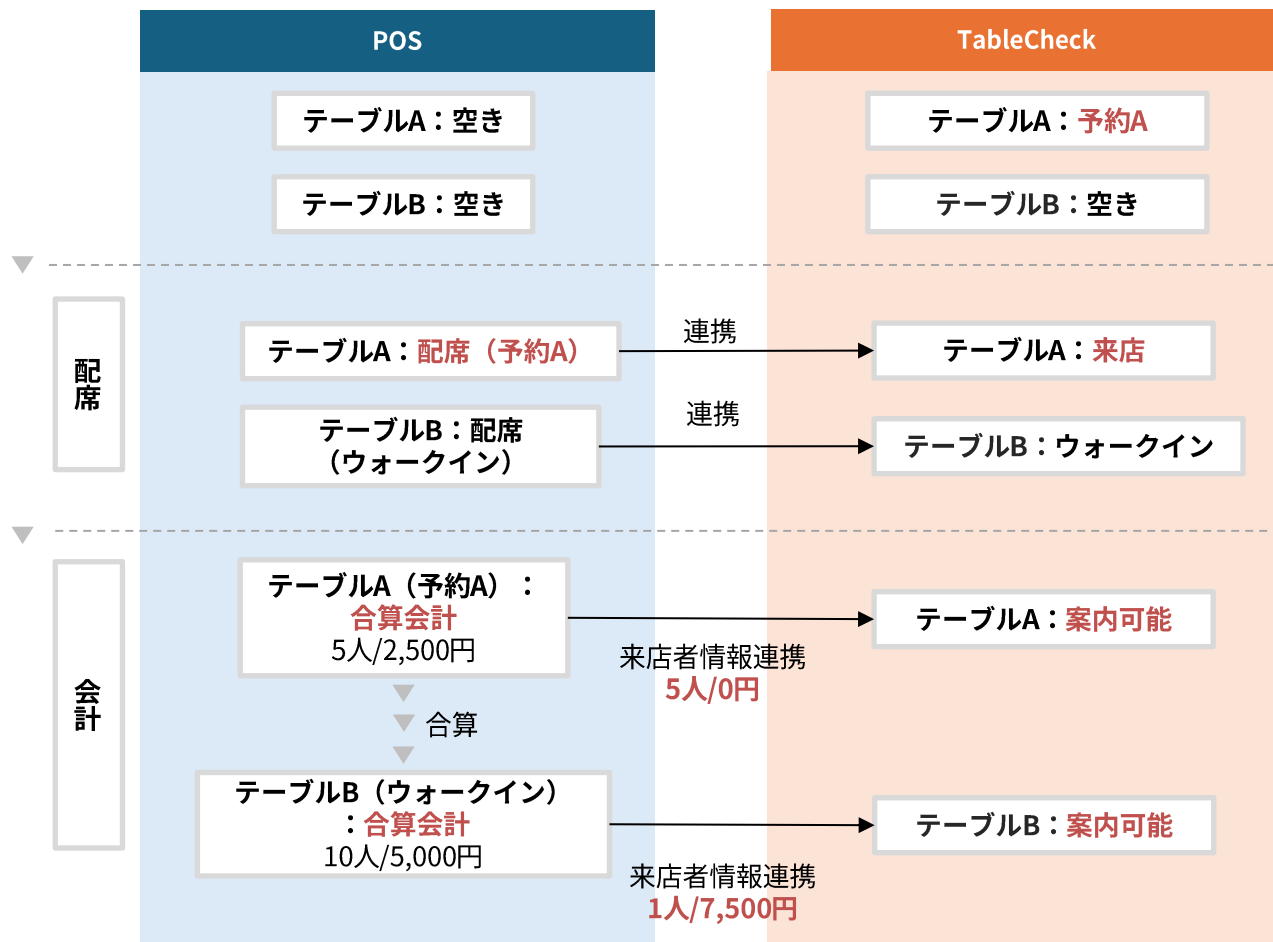 POS
TableCheck
テーブルA：空き
テーブルA：予約A
テーブルB：空き
テーブルB：空き
配席
テーブルA：配席（予約A）
連携
テーブルA：来店
テーブルB：配席
（ウォークイン）
連携
テーブルB：ウォークイン
会計
テーブルA（予約A）：
合算会計
5人/2,500円
来店者情報連携
5人/0円
テーブルA：案内可能
合算
テーブルB（ウォークイン）
：合算会計
10人/5,000円
来店者情報連携
1人/7,500円
テーブルB：案内可能